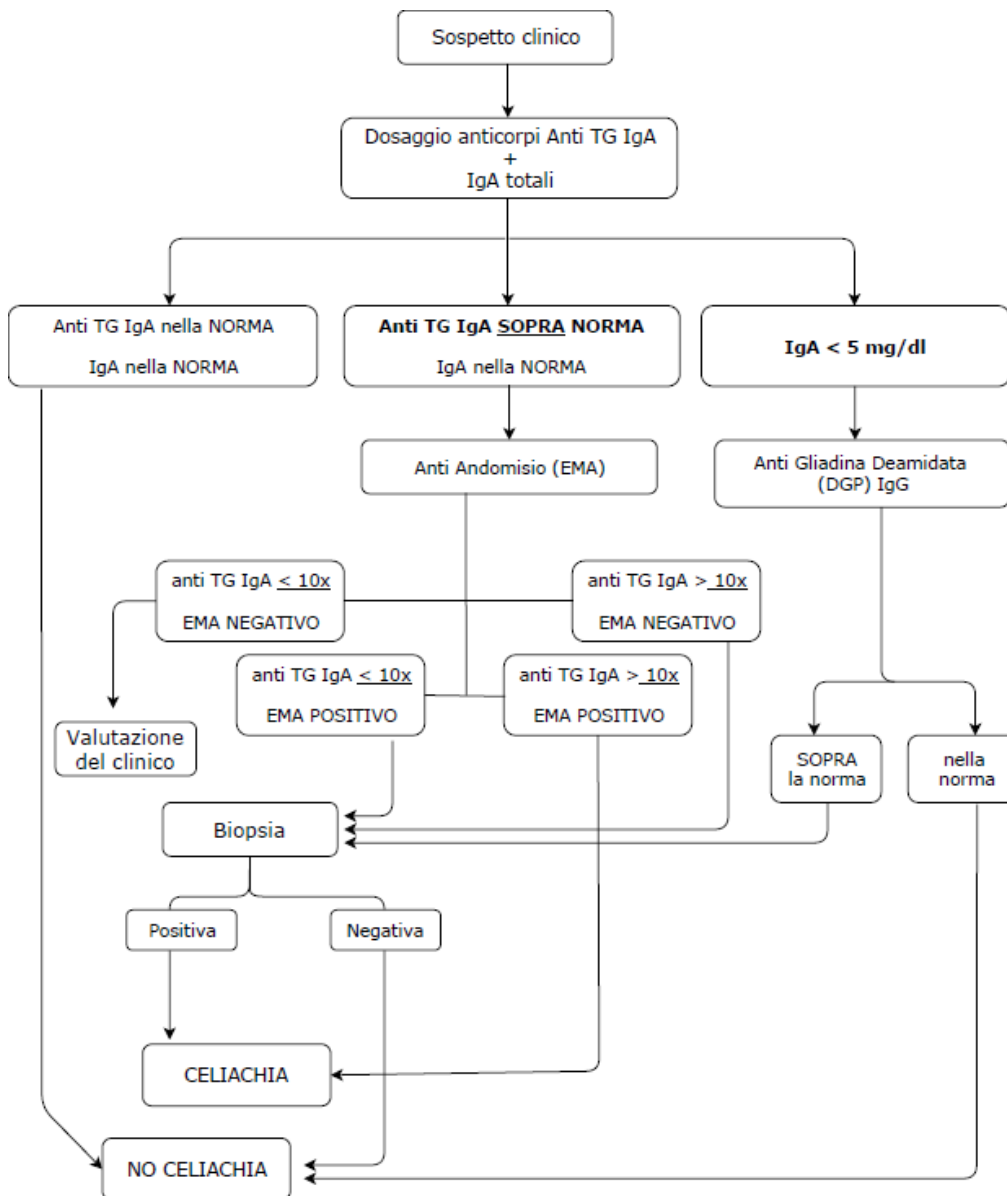 Sospetto clinico
Dosaggio anticorpi Anti TG IgA
+
IgA totali
Anti TG IgA nella NORMA
IgA nella NORMA
Anti TG IgA SOPRA NORMA
IgA nella NORMA
IgA < 5 mg/dl
Anti Andomisio (EMA)
Anti Gliadina Deamidata
(DGP) IgG
anti TG IgA < 10x
EMA NEGATIVO
anti TG IgA > 10x
EMA NEGATIVO
anti TG IgA < 10x
EMA POSITIVO
anti TG IgA > 10x
EMA POSITIVO
Valutazione
del clinico
SOPRA
la norma
nella
norma
Biopsia
Positiva
Negativa
CELIACHIA
NO CELIACHIA